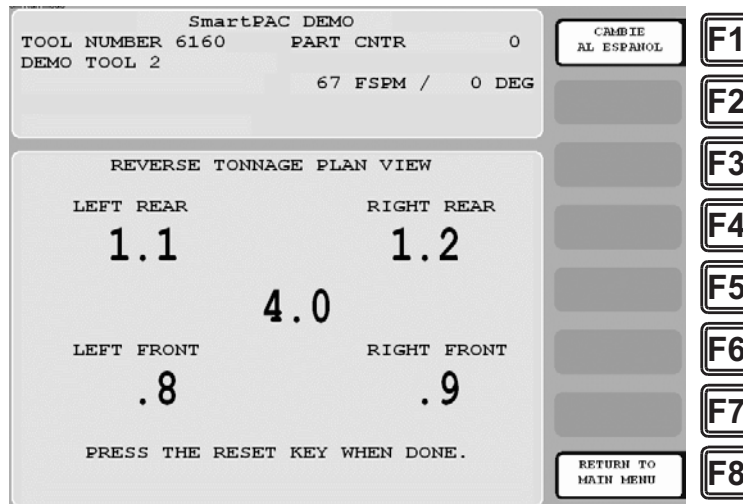 SmartPAC DEMO
TOOL NUMBER 6160 PART CNTR 0
DEMO TOOL 2
67 FSPM / 0 DEG
CAMBIE
AL ESPANOL
F1
F2
F3
F4
F5
F6
F7
F8
REVERSE TONNAGE PLAN VIEW
LEFT REAR RIGHT REAR
1.1 1.2
4.0
LEFT FRONT RIGHT FRONT
.8 .9
PRESS THE RESET KEY WHEN DONE.
RETURN TO
MAIN MENU